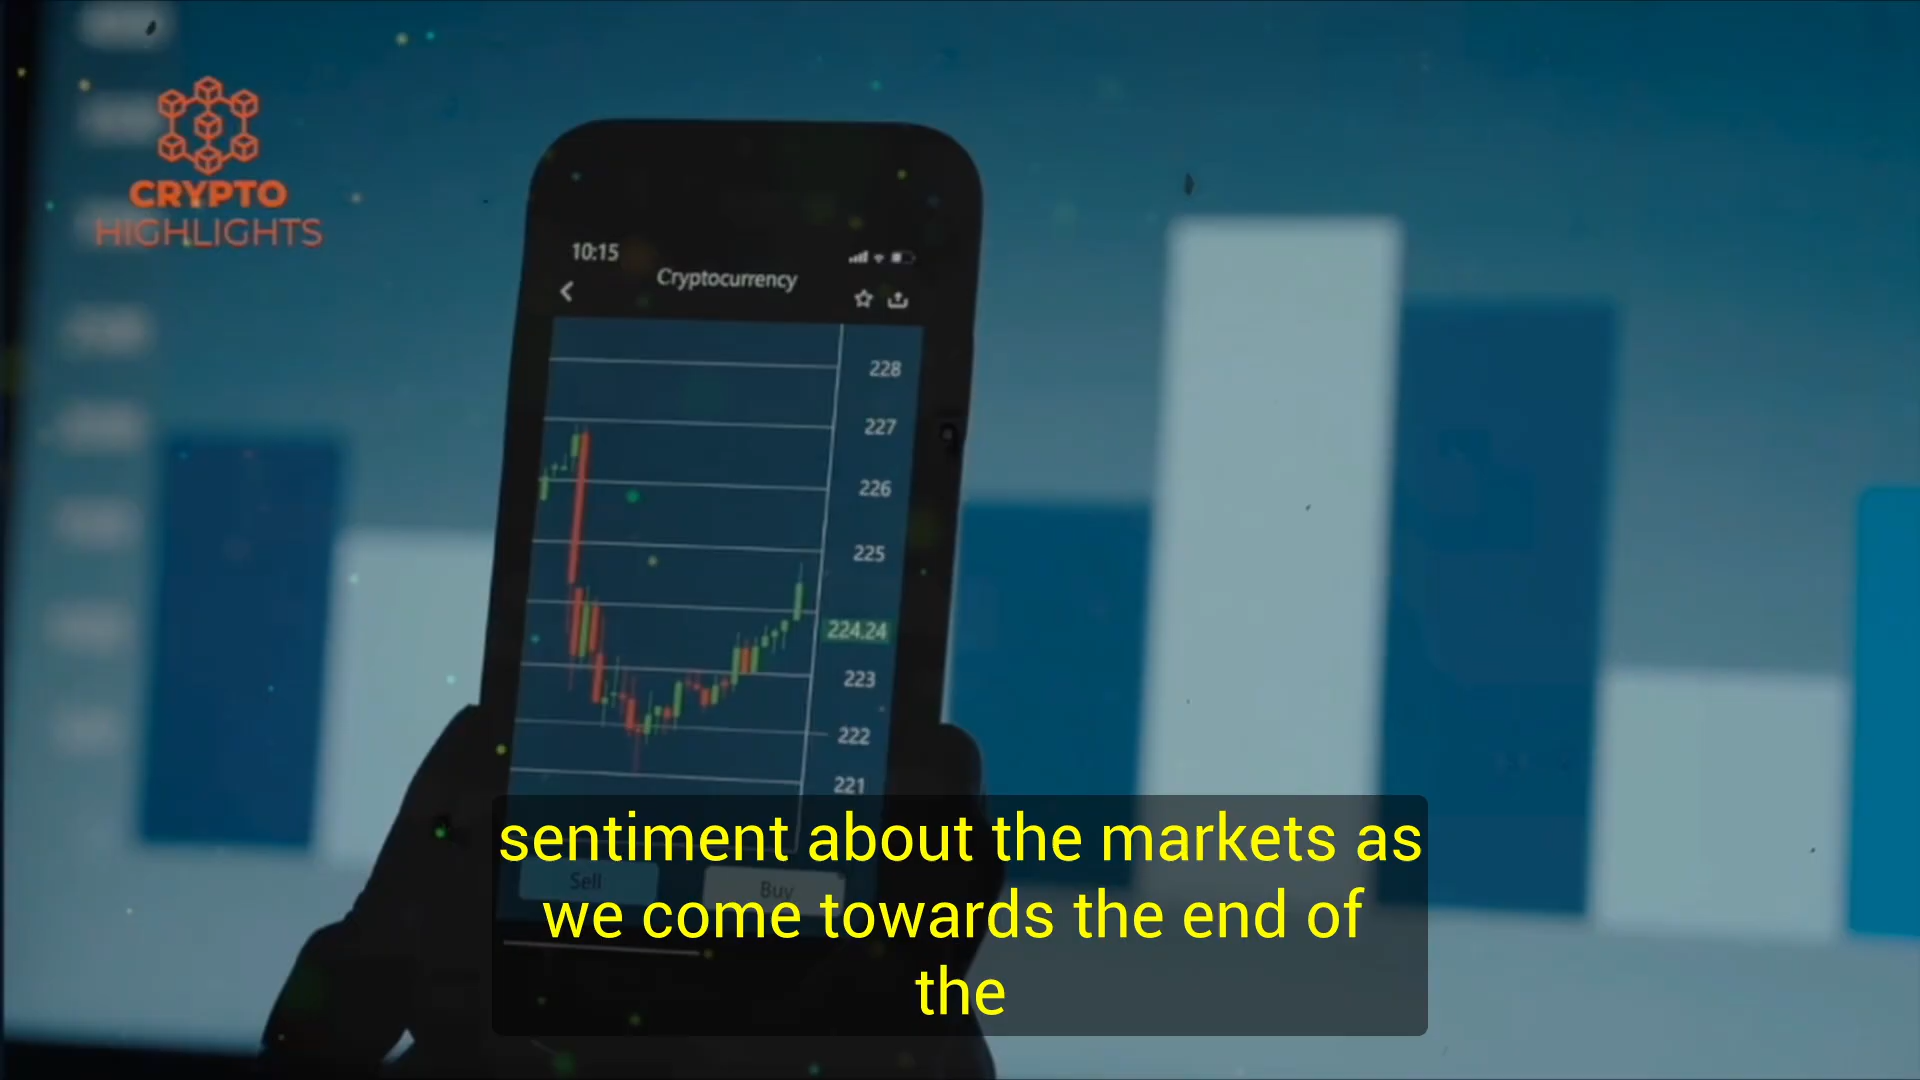 CRYPTO
HIGHLIGHTS
10:15
Cryptocurrency
228
227
226
225
224.24
223
222
221
Sell
Buy
sentiment about the markets as
we come towards the end of
the